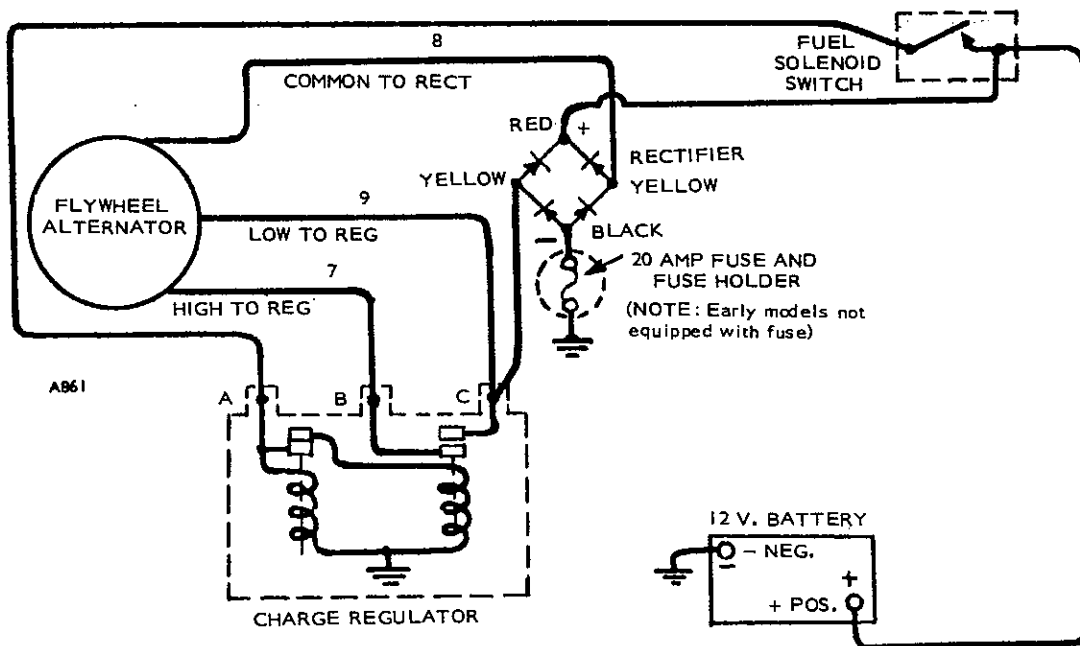 8
COMMON TO RECT
FUEL
SOLENOID
SWITCH
RED
+
RECTIFIER
YELLOW
YELLOW
FLYWHEEL
ALTERNATOR
9
LOW TO REG
BLACK
–
20 AMP FUSE AND
FUSE HOLDER
(NOTE: Early models not
equipped with fuse)
7
HIGH TO REG
A861
A
B
C
CHARGE REGULATOR
12 V. BATTERY
– NEG.
–
+
+ POS.